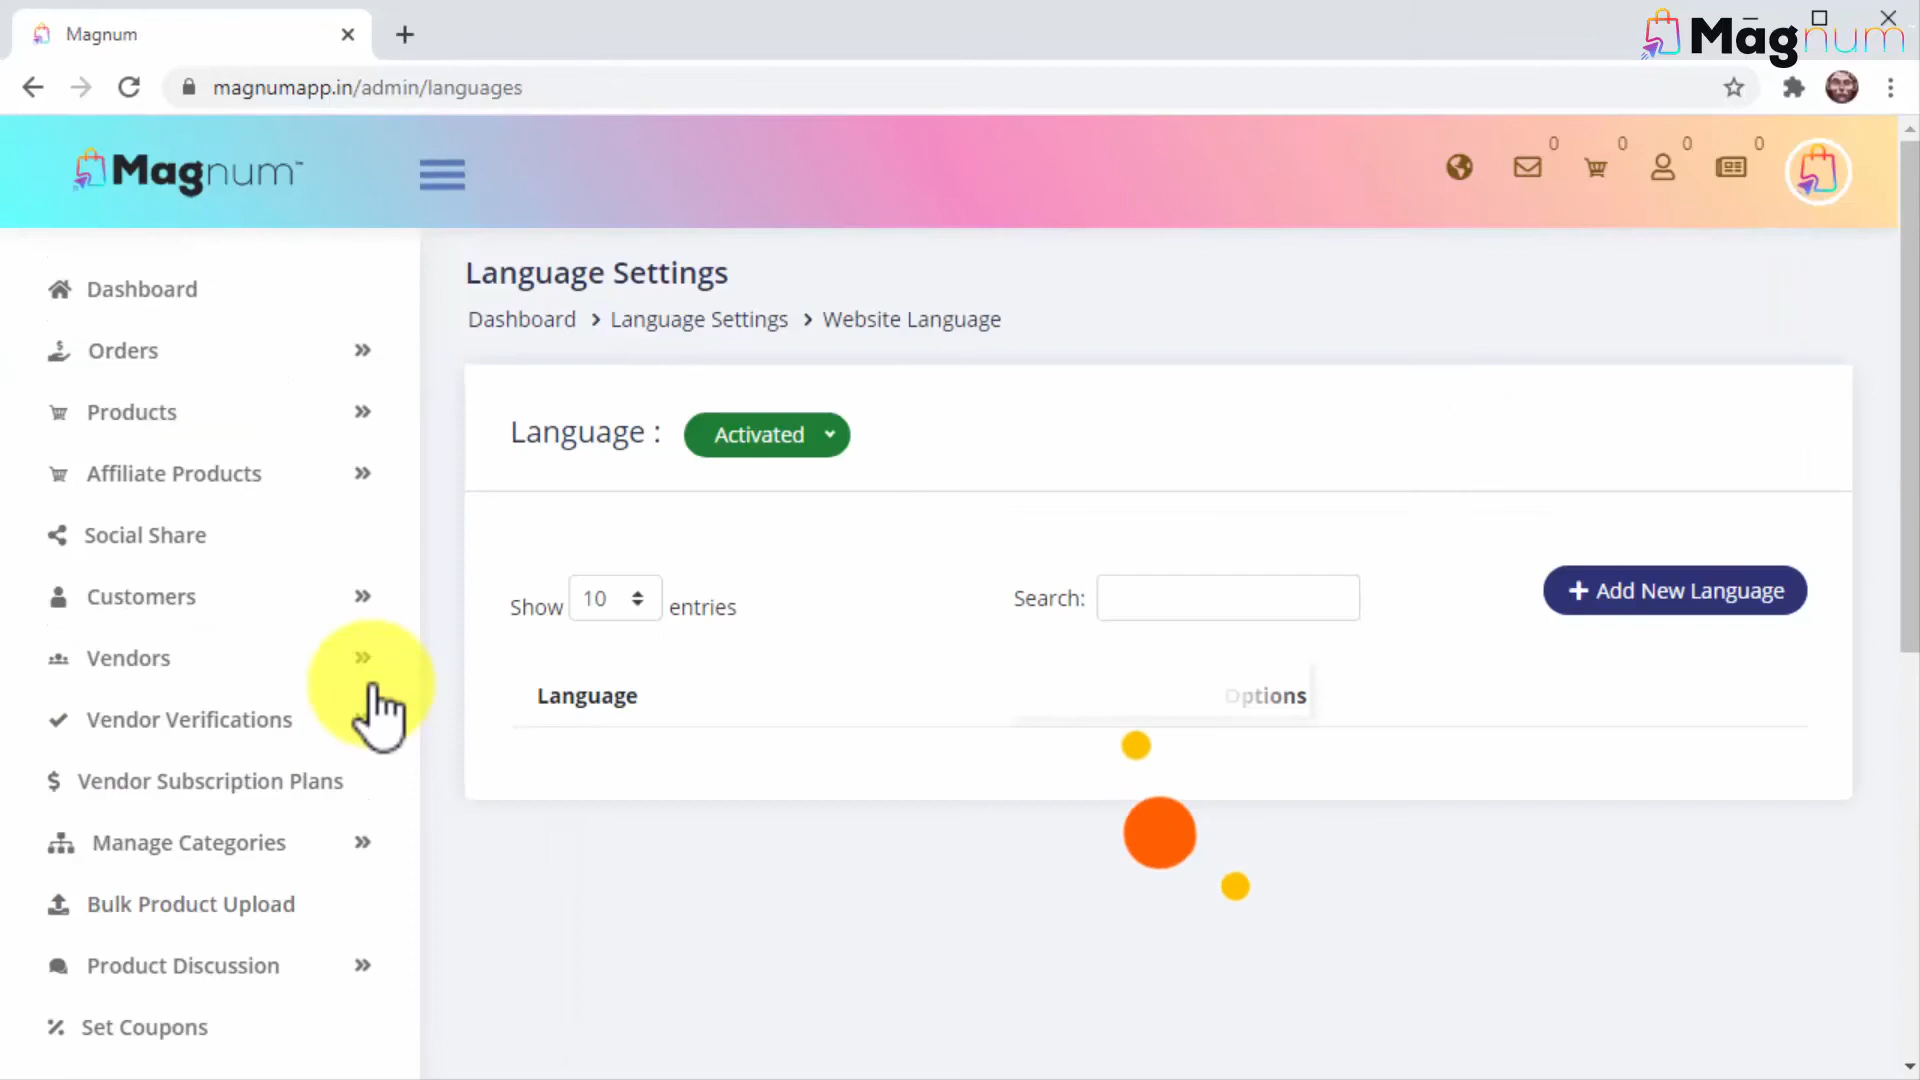 Magnum
Magnum
magnumapp.in/admin/languages
Magnum™
0
0
0
0
Dashboard
Orders
Products
Affiliate Products
Social Share
Customers
Vendors
Vendor Verifications
Vendor Subscription Plans
Manage Categories
Bulk Product Upload
Product Discussion
Set Coupons
Language Settings
Dashboard > Language Settings > Website Language
Language : Activated
Show 10 entries
Search:
+ Add New Language
Language
Options